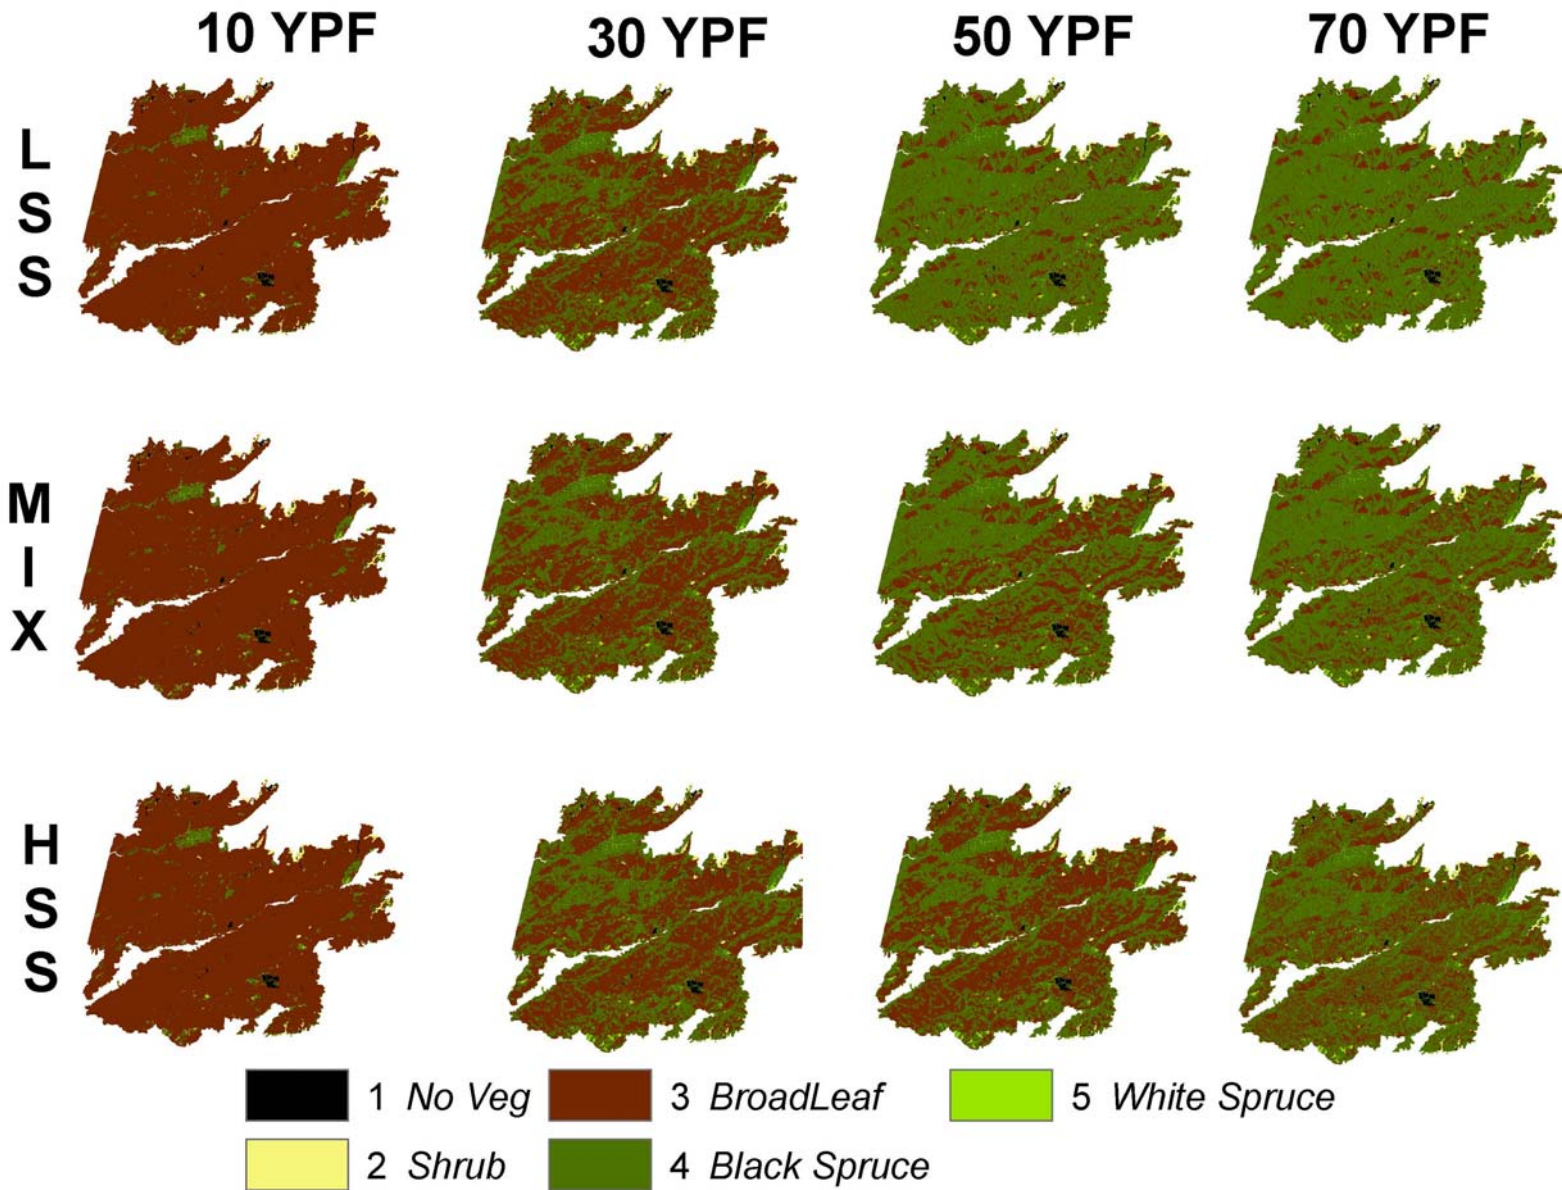 10 YPF 30 YPF 50 YPF 70 YPF
L
S
S
M
I
X
H
S
S
1 No Veg 3 BroadLeaf 5 White Spruce
2 Shrub 4 Black Spruce